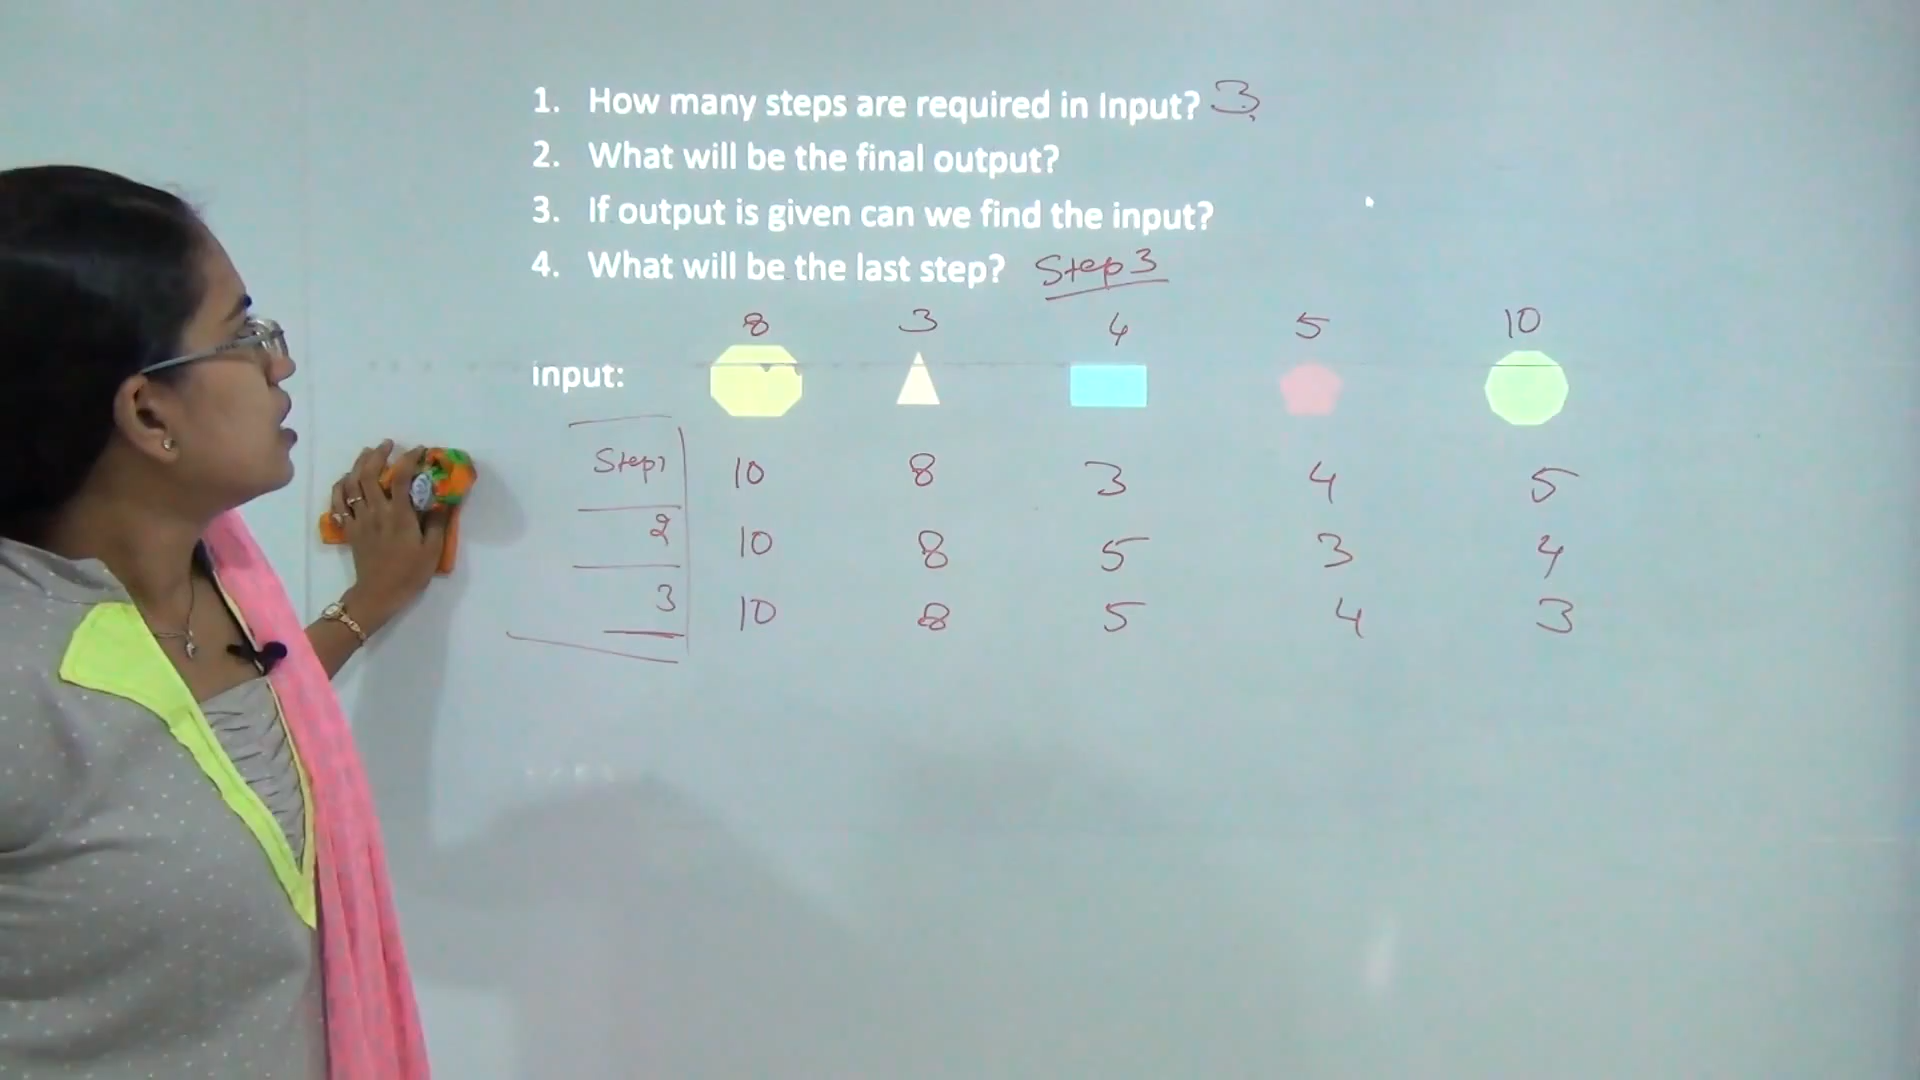 1. How many steps are required in Input? 3
2. What will be the final output?
3. If output is given can we find the input?
4. What will be the last step? Step 3
8 3 4 5 10
input:
Step 1 10 8 3 4 5
2 10 8 5 3 4
3 10 8 5 4 3